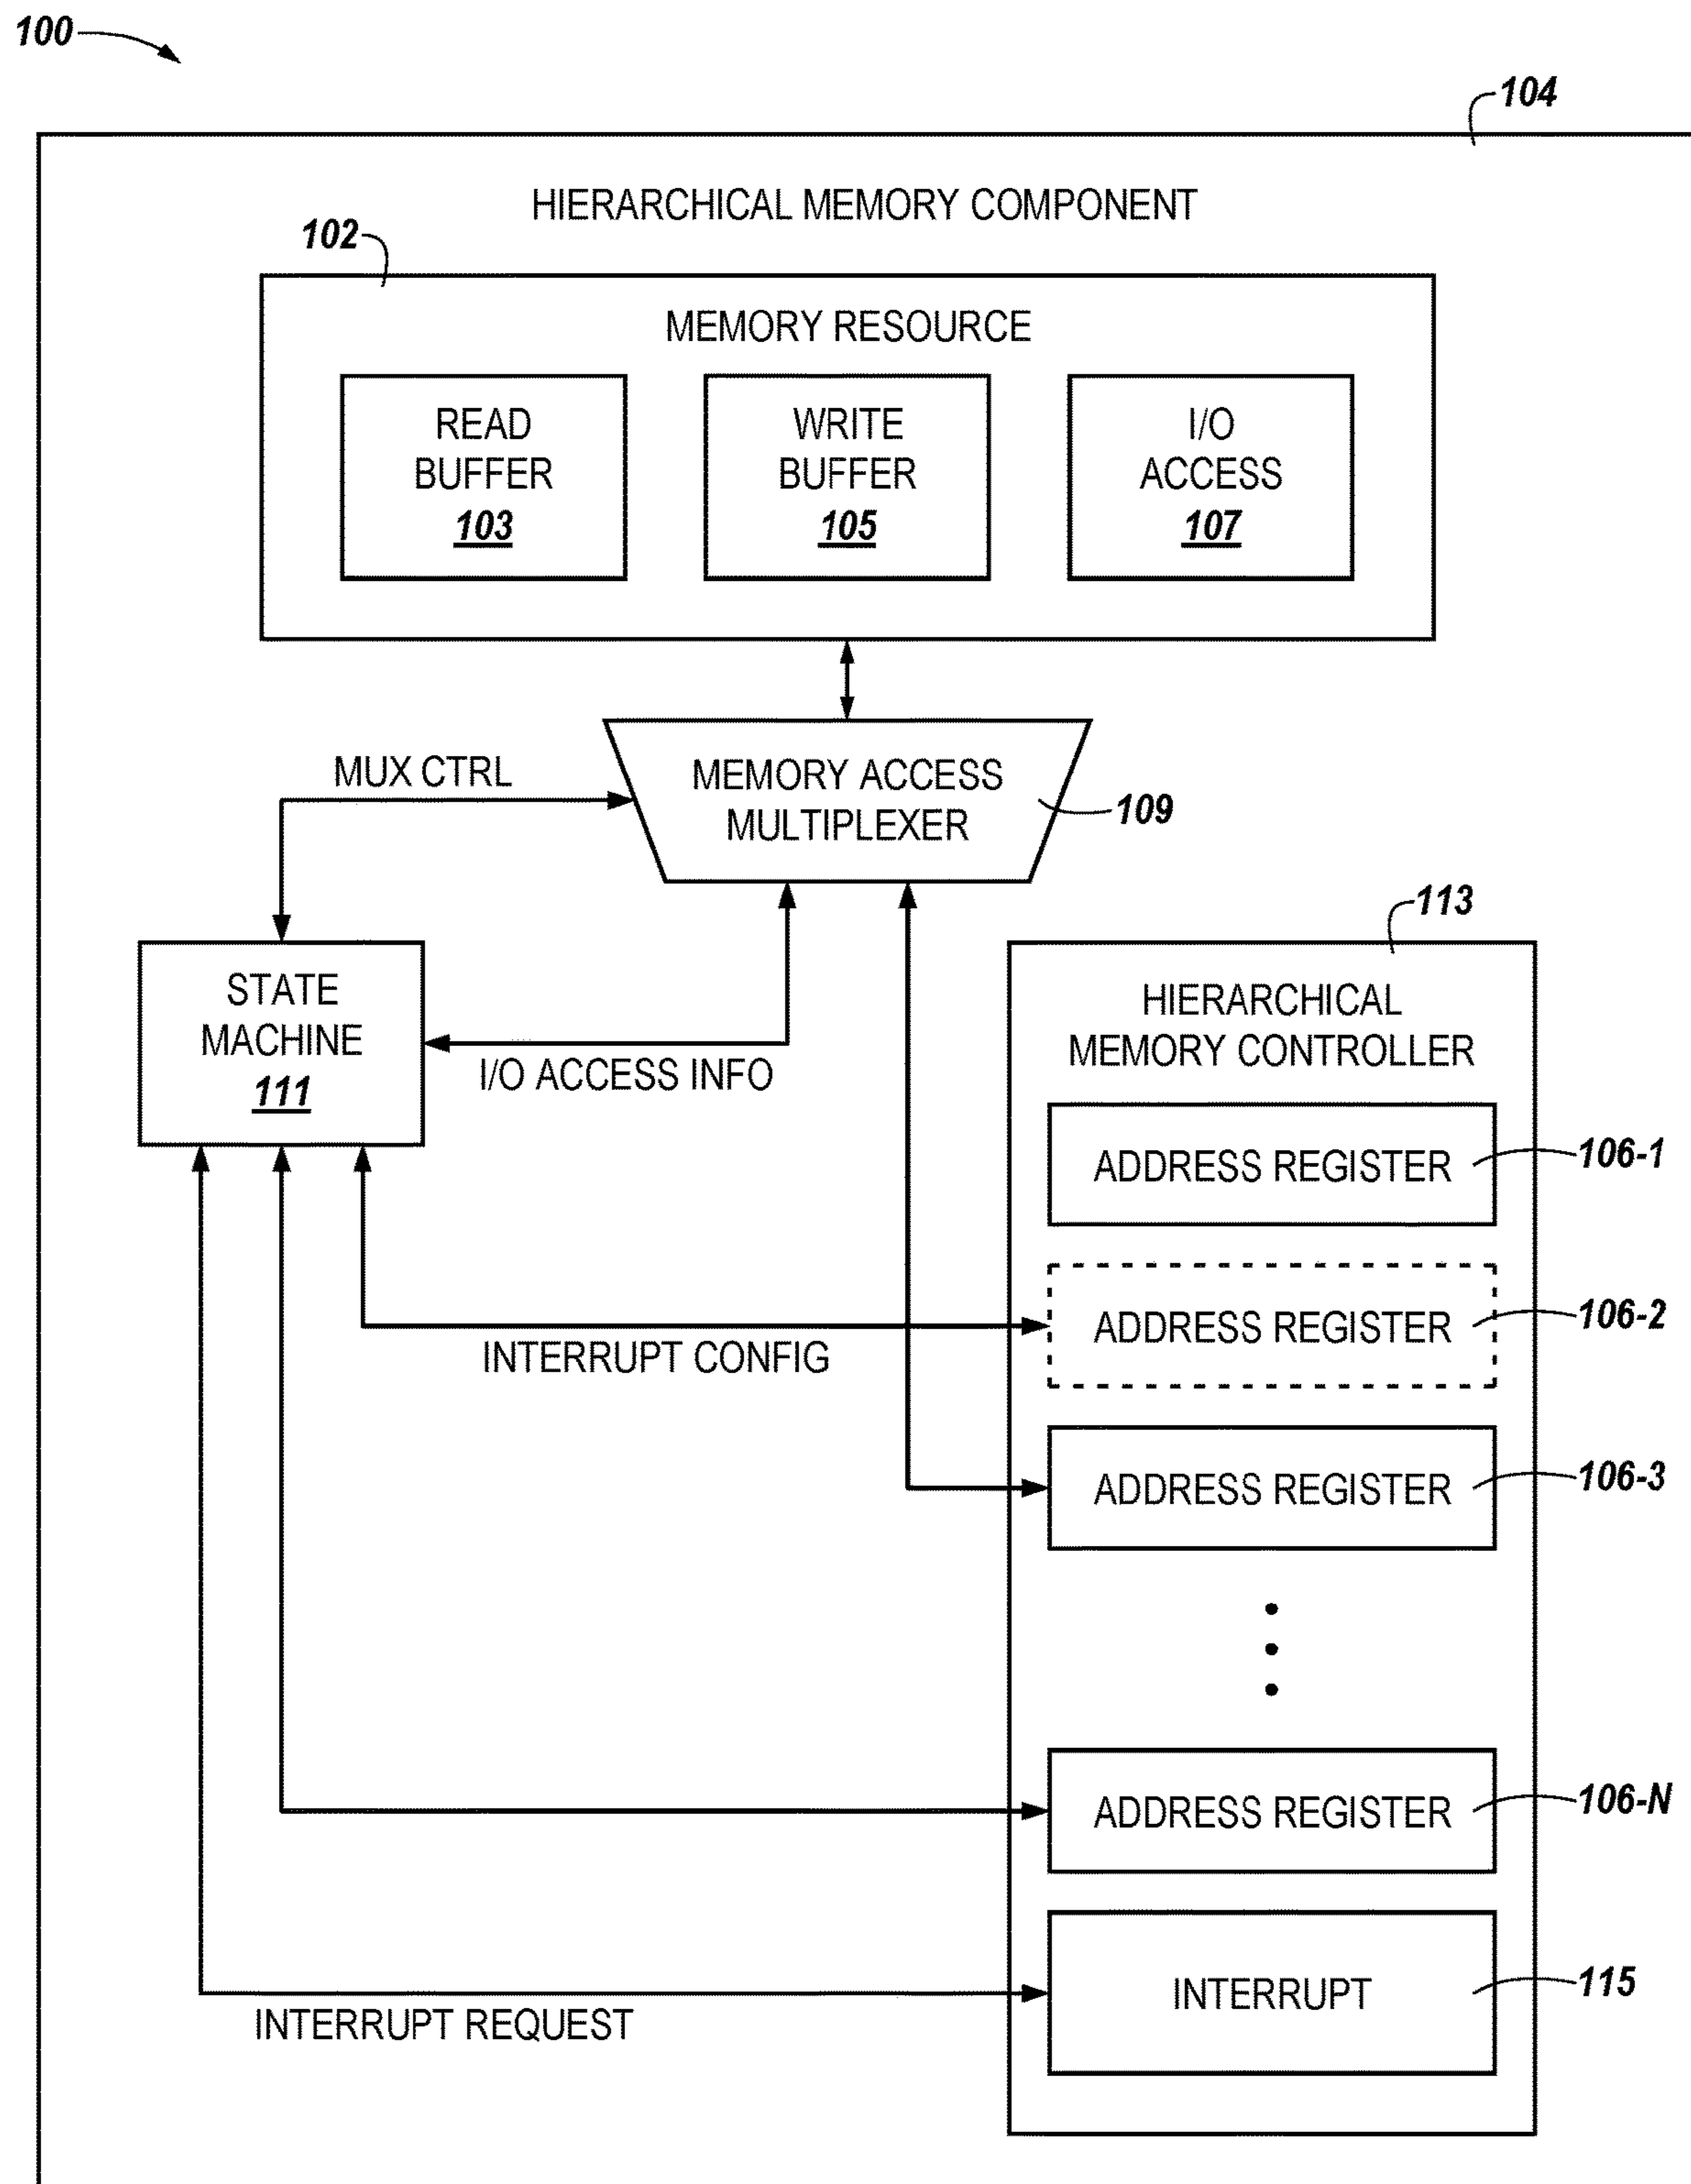 100
104
HIERARCHICAL MEMORY COMPONENT
102
MEMORY RESOURCE
READ
BUFFER
103
WRITE
BUFFER
105
I/O
ACCESS
107
MUX CTRL
MEMORY ACCESS
MULTIPLEXER
109
STATE
MACHINE
111
I/O ACCESS INFO
113
HIERARCHICAL
MEMORY CONTROLLER
ADDRESS REGISTER
106-1
ADDRESS REGISTER
106-2
INTERRUPT CONFIG
ADDRESS REGISTER
106-3
ADDRESS REGISTER
106-N
INTERRUPT
115
INTERRUPT REQUEST